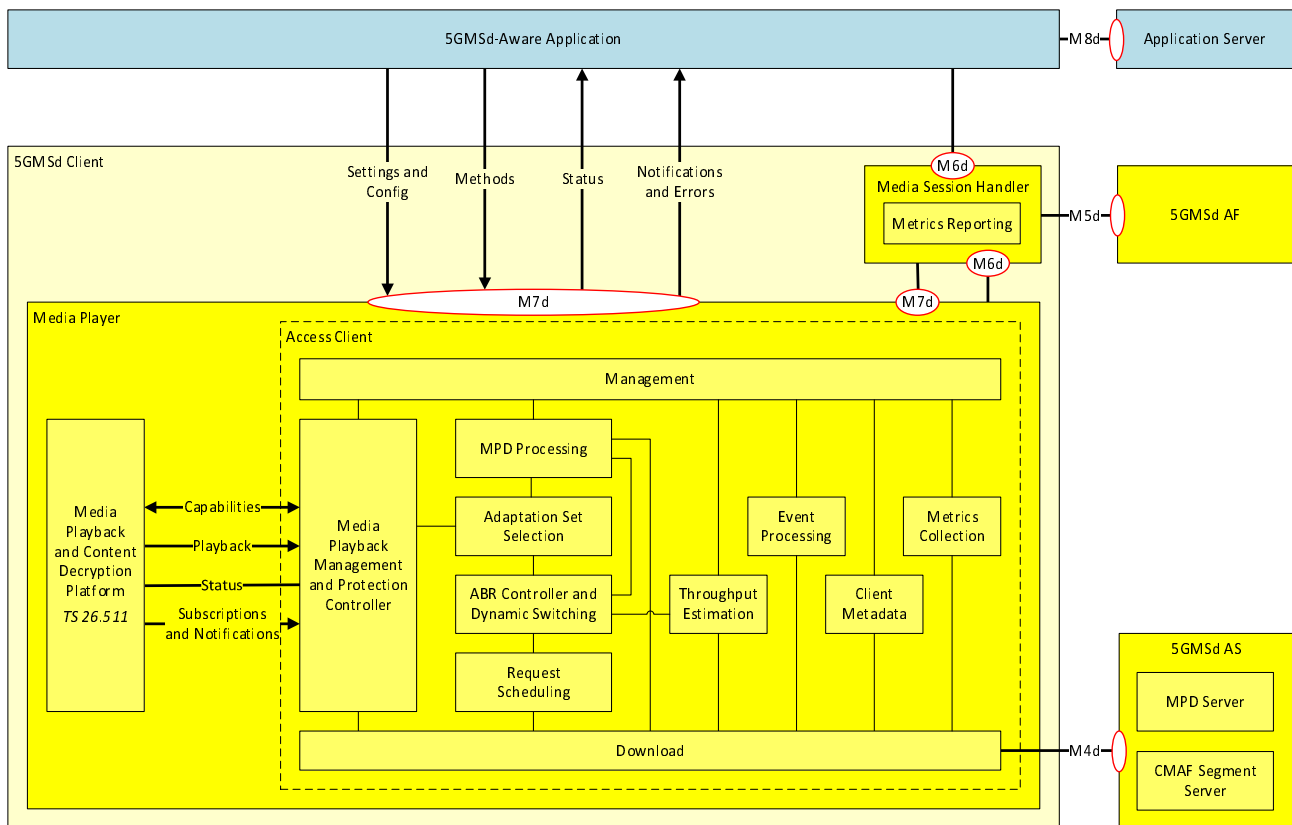 5GMSd-Aware Application
M8d
Application Server
5GMSd Client
Settings and
Config
Methods
Status
Notifications
and Errors
M6d
Media Session Handler
Metrics Reporting
M5d
5GMSd AF
M6d
M7d
M7d
Media Player
Access Client
Management
Media
Playback
and Content
Decryption
Platform
TS 26.511
Capabilities
Playback
Status
Subscriptions
and Notifications
Media
Playback
Management
and Protection
Controller
MPD Processing
Adaptation Set
Selection
ABR Controller and
Dynamic Switching
Request
Scheduling
Throughput
Estimation
Event
Processing
Client
Metadata
Metrics
Collection
Download
M4d
5GMSd AS
MPD Server
CMAF Segment
Server